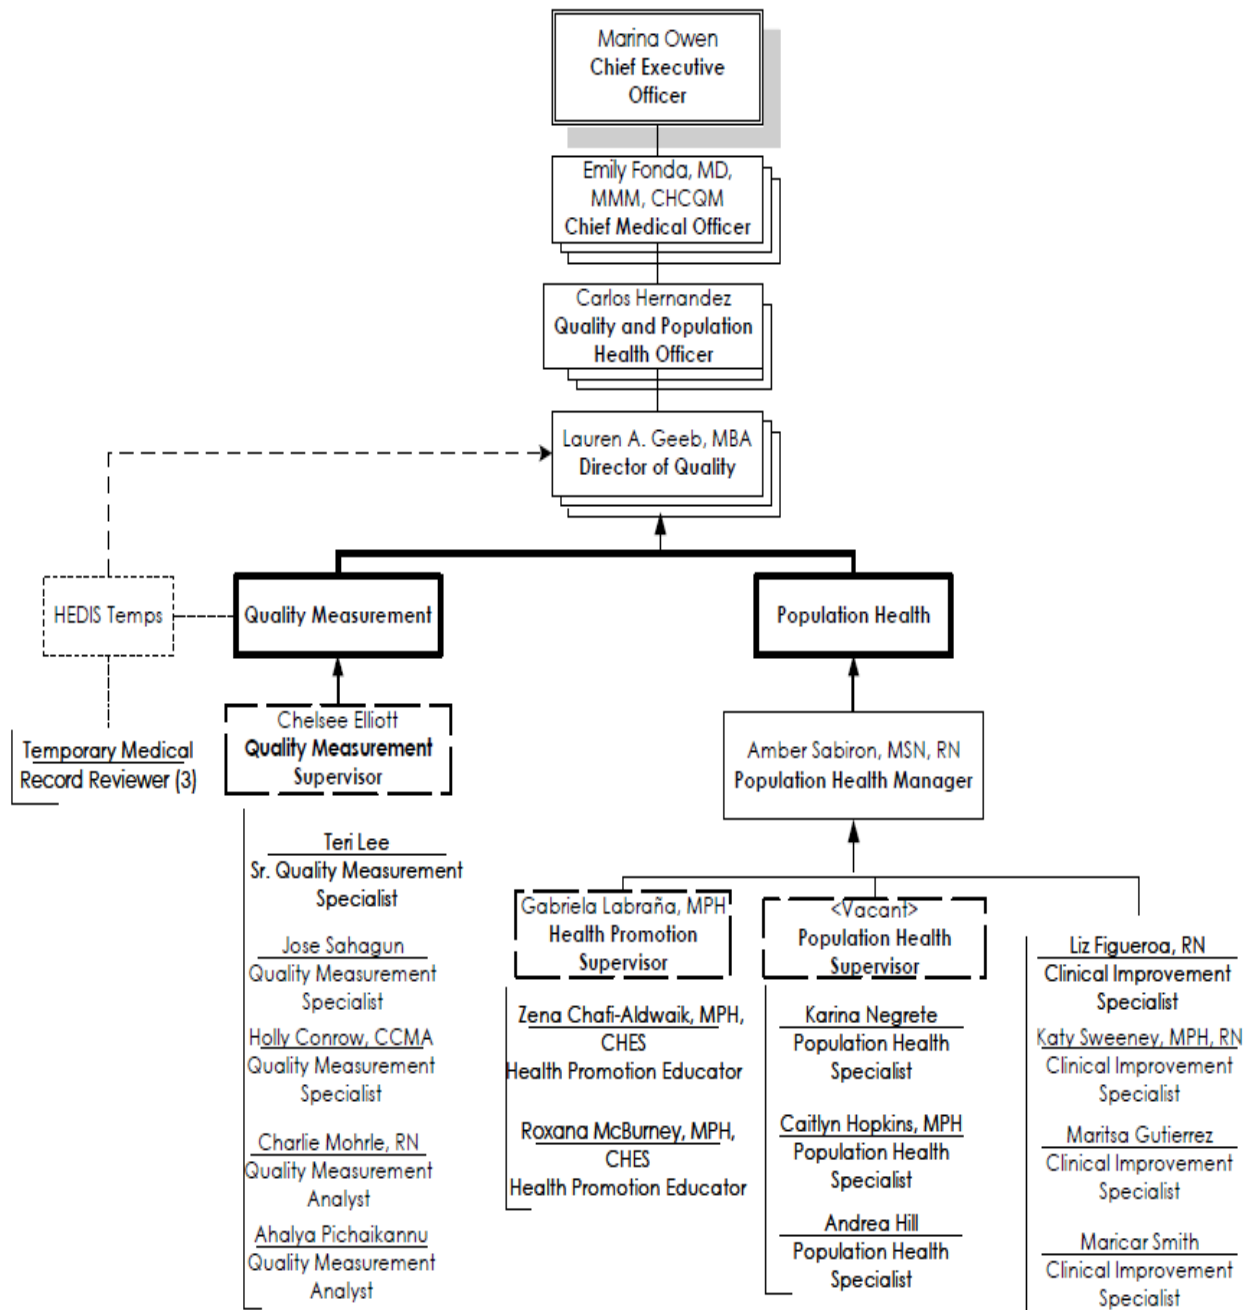 Marina Owen
Chief Executive
Officer
Emily Fonda, MD,
MMM, CHCQM
Chief Medical Officer
Carlos Hernandez
Quality and Population
Health Officer
Lauren A. Geeb, MBA
Director of Quality
HEDIS Temps
Quality Measurement
Population Health
Temporary Medical
Record Reviewer (3)
Chelsee Elliott
Quality Measurement
Supervisor
Teri Lee
Sr. Quality Measurement
Specialist
Jose Sahagun
Quality Measurement
Specialist
Holly Conrow, CCMA
Quality Measurement
Specialist
Charlie Mohrle, RN
Quality Measurement
Analyst
Ahalya Pichaikannu
Quality Measurement
Analyst
Amber Sabiron, MSN, RN
Population Health Manager
Gabriela Labraña, MPH
Health Promotion
Supervisor
Zena Chafi-Aldwaik, MPH,
CHES
Health Promotion Educator
Roxana McBurney, MPH,
CHES
Health Promotion Educator
<Vacant>
Population Health
Supervisor
Karina Negrete
Population Health
Specialist
Caitlyn Hopkins, MPH
Population Health
Specialist
Andrea Hill
Population Health
Specialist
Liz Figueroa, RN
Clinical Improvement
Specialist
Katy Sweeney, MPH, RN
Clinical Improvement
Specialist
Maritsa Gutierrez
Clinical Improvement
Specialist
Maricar Smith
Clinical Improvement
Specialist